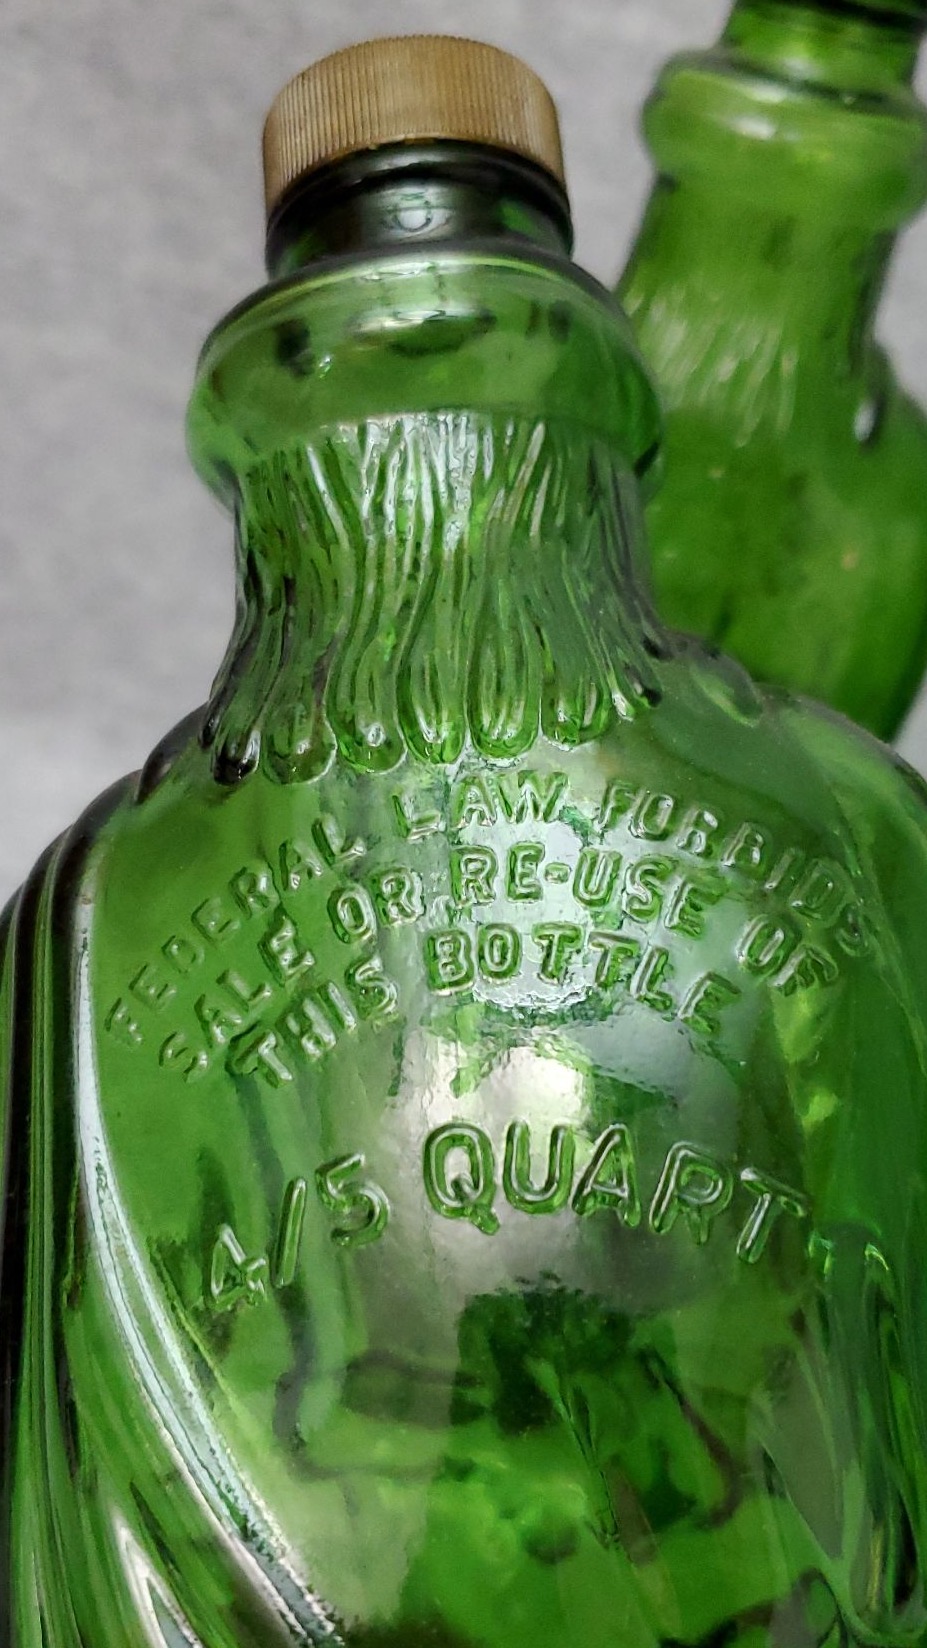 FEDERAL LAW FORBIDS
SALE OR RE-USE OF
THIS BOTTLE
4/5 QUART